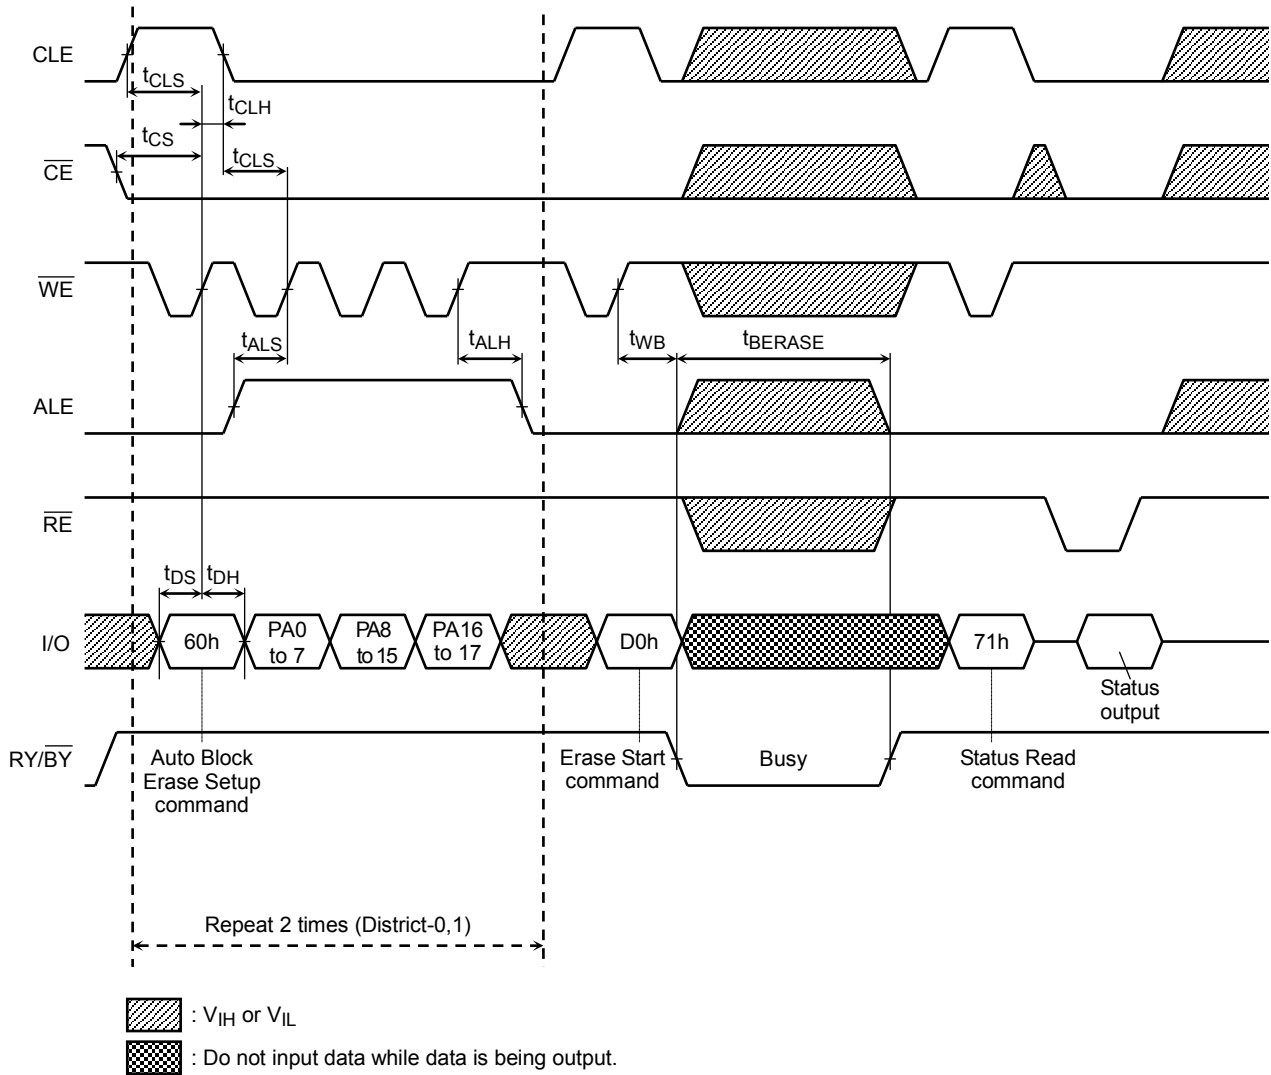 CLE
tCLS
tCLH
tCS
CE
tCLS
WE
tALS
tALH
tWB
tBERASE
ALE
RE
tDS
tDH
I/O
60h
PA0
to 7
PA8
to 15
PA16
to 17
D0h
71h
Status
output
RY/BY
Auto Block
Erase Setup
command
Erase Start
command
Busy
Status Read
command
Repeat 2 times (District-0,1)
: VIH or VIL
: Do not input data while data is being output.